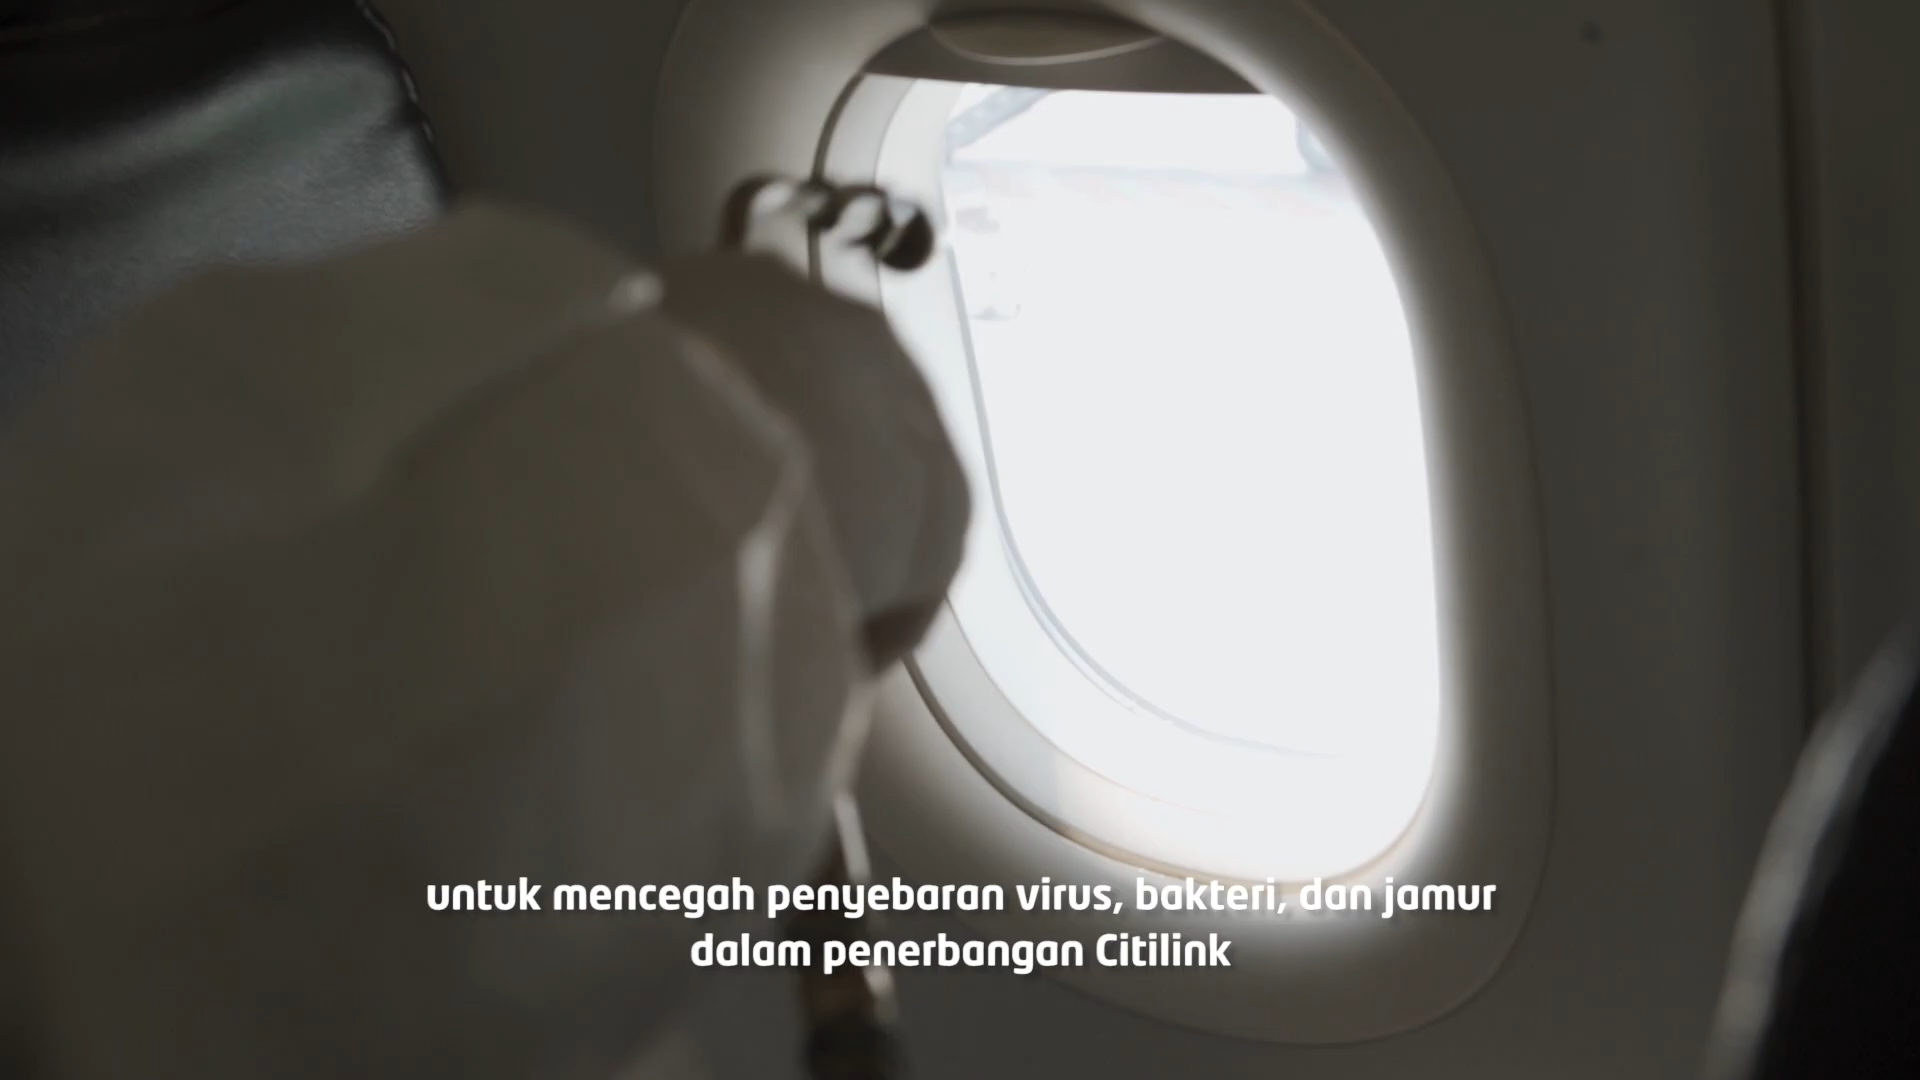 untuk mencegah penyebaran virus, bakteri, dan jamur
dalam penerbangan Citilink